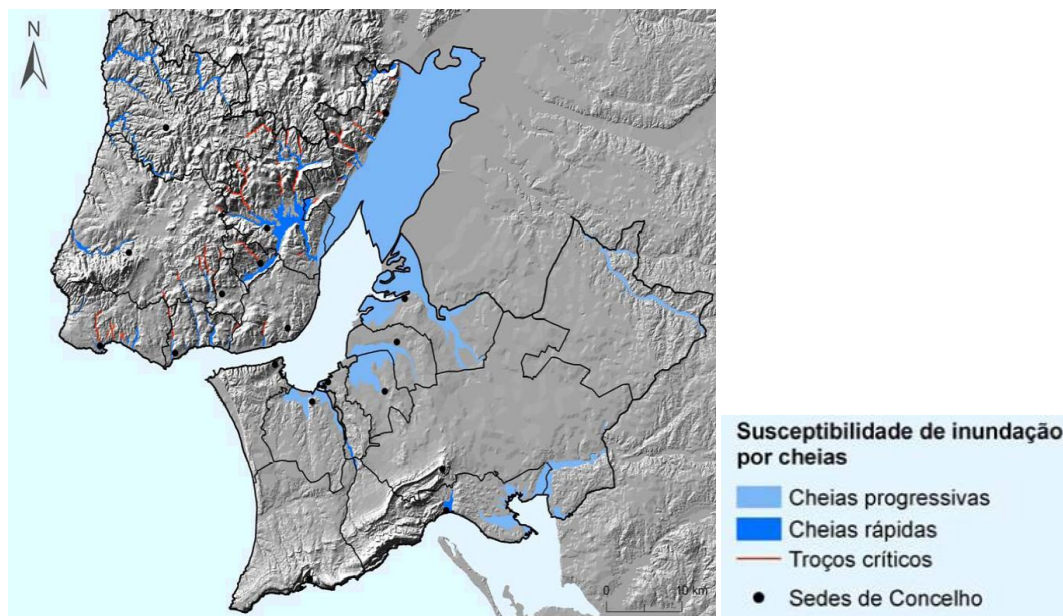 N
0 10 km
Susceptibilidade de inundação
por cheias
Cheias progressivas
Cheias rápidas
Troços críticos
Sedes de Concelho